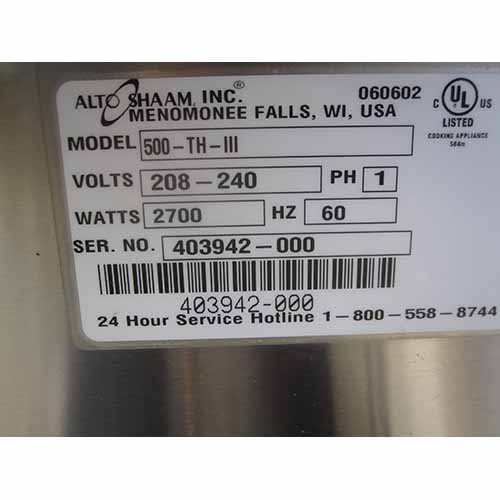 ALTO SHAAM, INC.® 060602
MENOMONEE FALLS, WI, USA
C UL US
LISTED
COOKING APPLIANCE
584m
MODEL 500-TH-III
VOLTS 208-240 PH 1
WATTS 2700 HZ 60
SER. NO. 403942-000
403942-000
24 Hour Service Hotline 1-800-558-8744